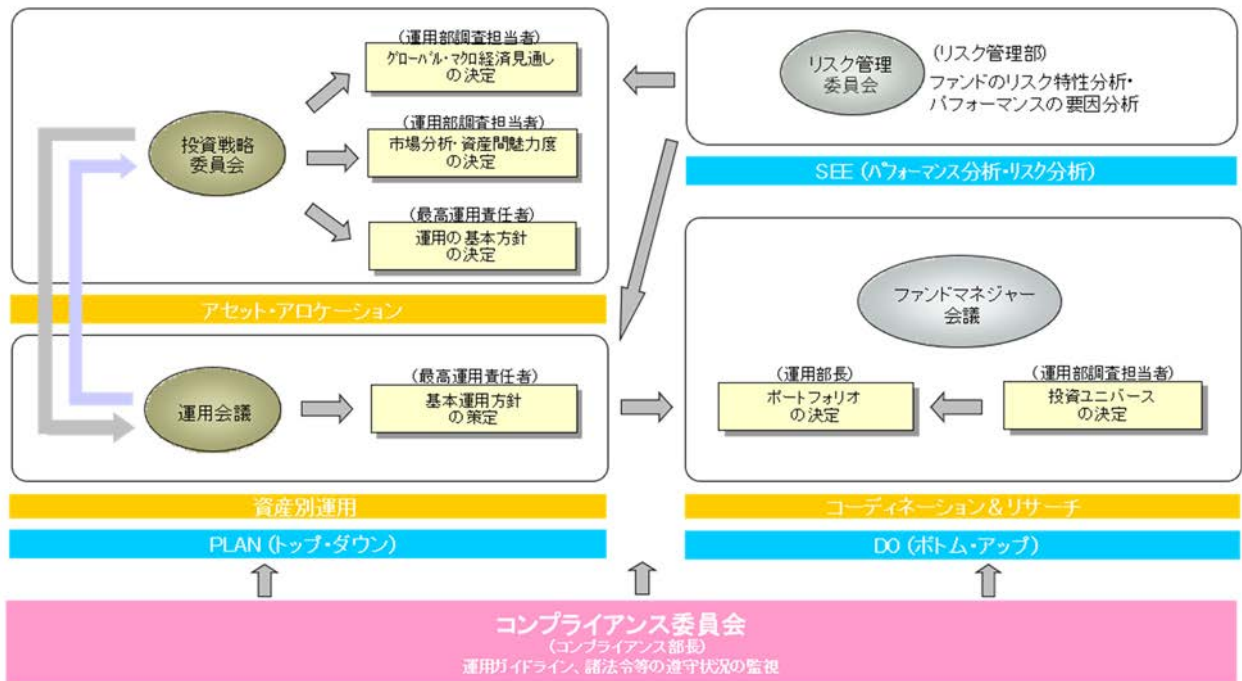 (運用部調査担当者)
グローバル・マクロ経済見通し
の決定
投資戦略
委員会
(運用部調査担当者)
市場分析・資産間魅力度
の決定
(最高運用責任者)
運用の基本方針
の決定
アセット・アロケーション
運用会議
(最高運用責任者)
基本運用方針
の策定
資産別運用
PLAN (トップ・ダウン)
リスク管理
委員会
(リスク管理部)
ファンドのリスク特性分析・
パフォーマンスの要因分析
SEE (パフォーマンス分析・リスク分析)
ファンドマネジャー
会議
(運用部長)
ポートフォリオ
の決定
(運用部調査担当者)
投資ユニバース
の決定
コーディネーション&リサーチ
DO (ボトム・アップ)
コンプライアンス委員会
(コンプライアンス部長)
運用ガイドライン、諸法令等の遵守状況の監視